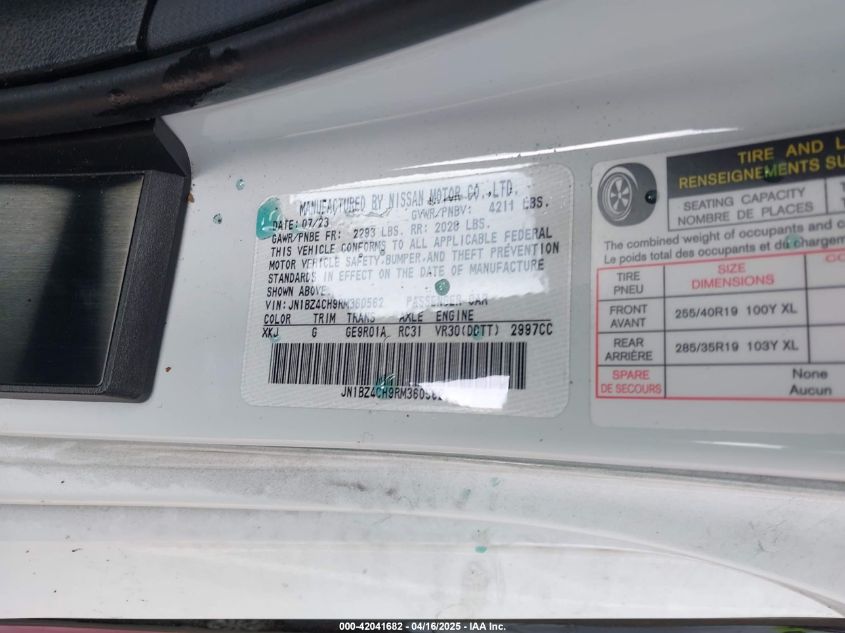 MANUFACTURED BY NISSAN MOTOR CO.,LTD.
DATE: 07/23 GVWR/PNBV: 4211 LBS.
GAWR/PNBE FR: 2293 LBS. RR: 2028 LBS.
THIS VEHICLE CONFORMS TO ALL APPLICABLE FEDERAL
MOTOR VEHICLE SAFETY,BUMPER,AND THEFT PREVENTION
STANDARDS IN EFFECT ON THE DATE OF MANUFACTURE
SHOWN ABOVE.
VIN: JN1BZ4CH9RM360562 PASSENGER CAR
COLOR TRIM TRANS AXLE ENGINE
XKJ G GE9R01A RC31 VR30(DDTT) 2997CC
JN1BZ4CH9RM360562
TIRE AND
RENSEIGNEMENTS
SEATING CAPACITY
NOMBRE DE PLACES
The combined weight of occupants and
Le poids total des occupants et du
TIRE
PNEU
SIZE
DIMENSIONS
FRONT
AVANT
255/40R19 100Y XL
REAR
ARRIÈRE
285/35R19 103Y XL
SPARE
DE SECOURS
None
Aucun
000-42041682 - 04/16/2025 - IAA Inc.